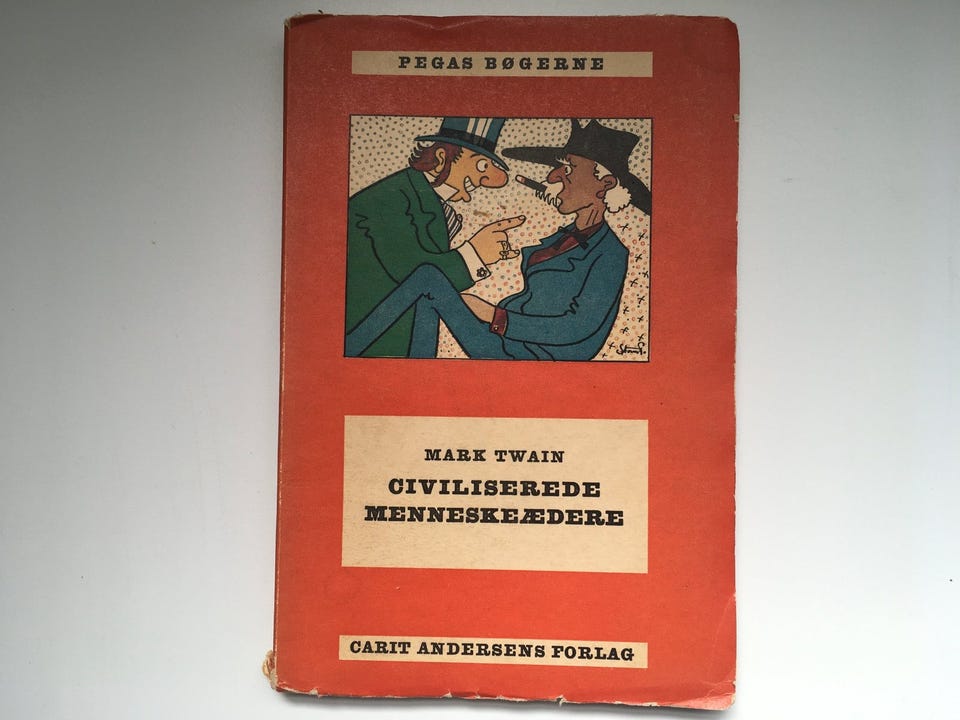 PEGAS BØGERNE
MARK TWAIN
CIVILISEREDE
MENNESKEÆDERE
CARIT ANDERSENS FORLAG